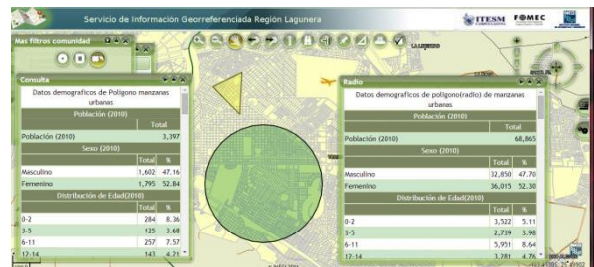 Servicio de Información Georreferenciada Región Lagunera
ITESM
FOMEC
Mas filtros comunidad
Consulta
Datos demograficos de Poligono manzanas
urbanas
Población (2010)
Total
Población (2010) 3,397
Sexo (2010)
Total %
Masculino 1,602 47.16
Femenino 1,795 52.84
Distribución de Edad(2010)
Total %
0-2 284 8.36
3-5 125 3.68
6-11 257 7.57
12-14 143 4.21
Radio
Datos demograficos de poligono(radio) de manzanas
urbanas
Población (2010)
Total
Población (2010) 68,865
Sexo (2010)
Total %
Masculino 32,850 47.70
Femenino 36,015 52.30
Distribución de Edad(2010)
Total %
0-2 3,522 5.11
3-5 2,739 3.98
6-11 5,951 8.64
12-14 3,281 4.76